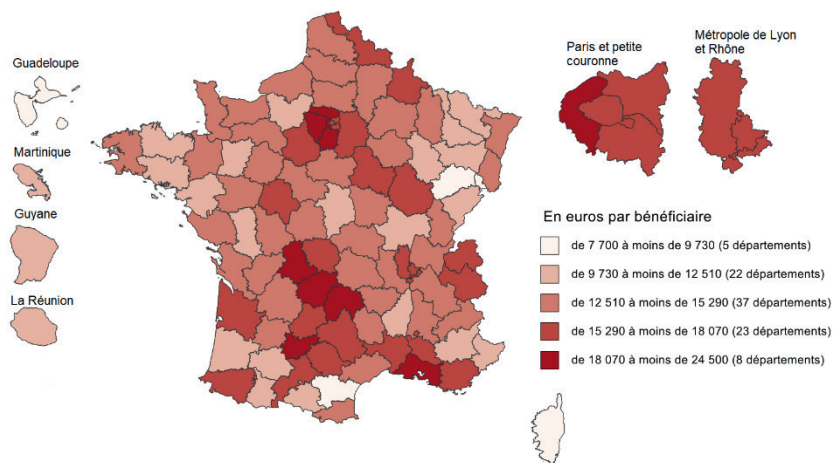 Guadeloupe
Martinique
Guyane
La Réunion
Paris et petite
couronne
Métropole de Lyon
et Rhône
En euros par bénéficiaire
de 7 700 à moins de 9 730 (5 départements)
de 9 730 à moins de 12 510 (22 départements)
de 12 510 à moins de 15 290 (37 départements)
de 15 290 à moins de 18 070 (23 départements)
de 18 070 à moins de 24 500 (8 départements)